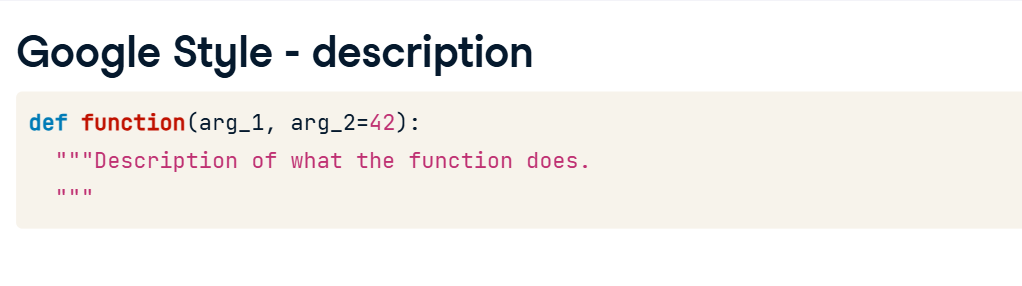 Google Style - description
def function(arg_1, arg_2=42):
  """Description of what the function does.
  """